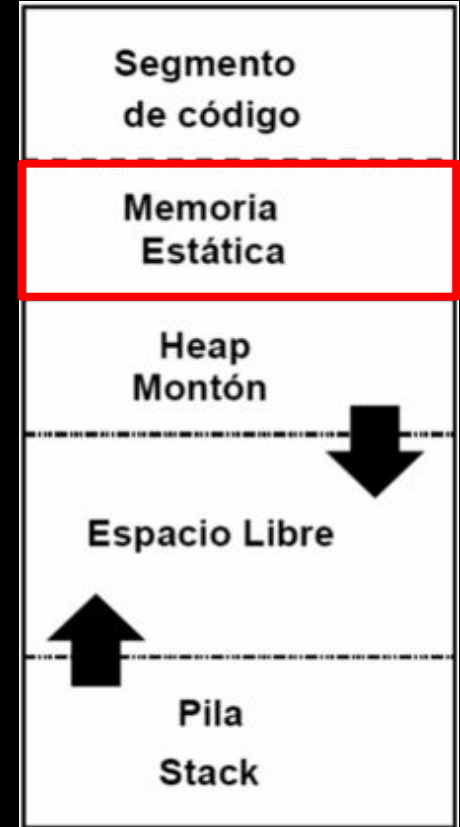 Segmento
de código
Memoria
Estática
Heap
Montón
Espacio Libre
Pila
Stack